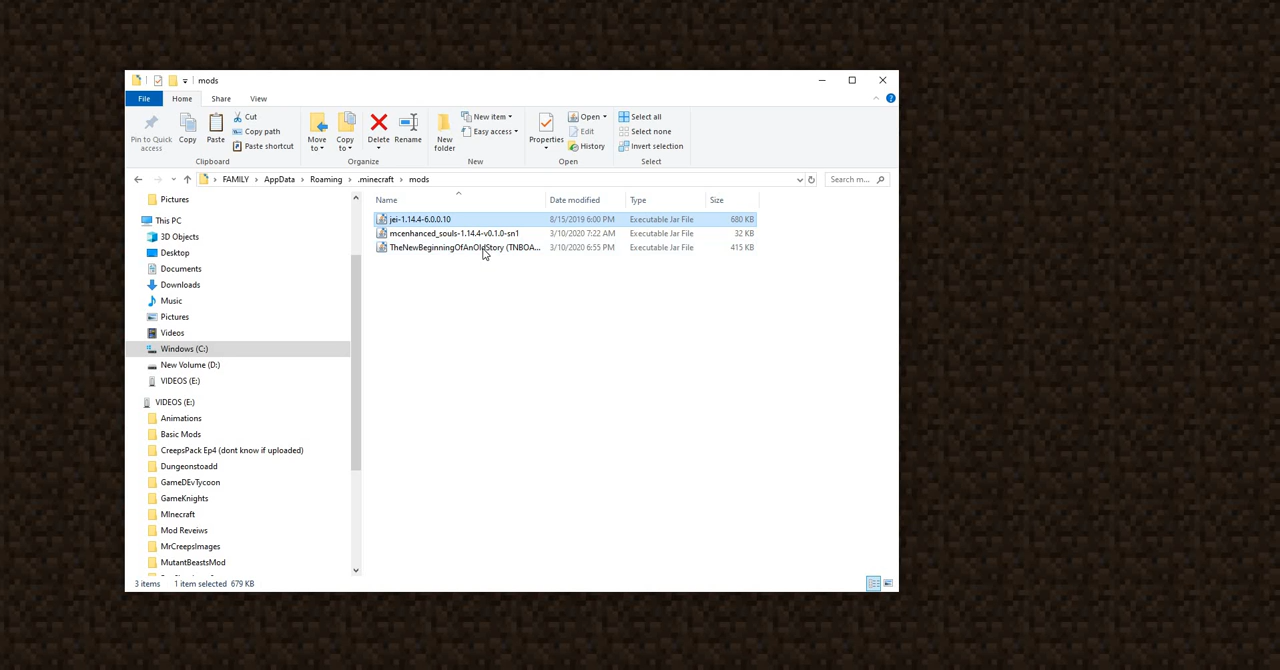 mods
File Home Share View
Pin to Quick access
Copy
Paste
Cut
Copy path
Paste shortcut
Clipboard
Move to
Copy to
Delete
Rename
Organize
New folder
New item
Easy access
New
Properties
Open
Edit
History
Open
Select all
Select none
Invert selection
Select
FAMILY > AppData > Roaming > .minecraft > mods
Search m...
Name Date modified Type Size
jei-1.14.4-6.0.0.10 8/15/2019 6:00 PM Executable Jar File 680 KB
mcenhanced_souls-1.14.4-v0.1.0-sn1 3/10/2020 7:22 AM Executable Jar File 32 KB
TheNewBeginningOfAnOldStory (TNBOA... 3/10/2020 6:55 PM Executable Jar File 415 KB
Pictures
This PC
3D Objects
Desktop
Documents
Downloads
Music
Pictures
Videos
Windows (C:)
New Volume (D:)
VIDEOS (E:)
VIDEOS (E:)
Animations
Basic Mods
CreepsPack Ep4 (dont know if uploaded)
Dungeonstoadd
GameDEvTycoon
GameKnights
MInecraft
Mod Reveiws
MrCreepsImages
MutantBeastsMod
3 items 1 item selected 679 KB